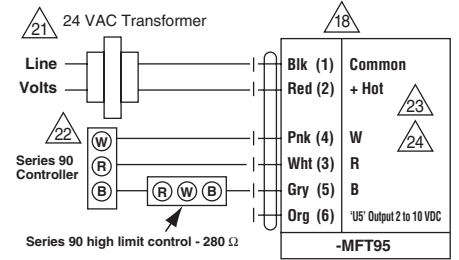 21 24 VAC Transformer
18
Line
Volts
Blk (1) Common
Red (2) + Hot
23
22
24
Series 90
Controller
W
R
B
R W B
Pnk (4) W
Wht (3) R
Gry (5) B
Org (6) 'U5' Output 2 to 10 VDC
Series 90 high limit control - 280 Ω
-MFT95